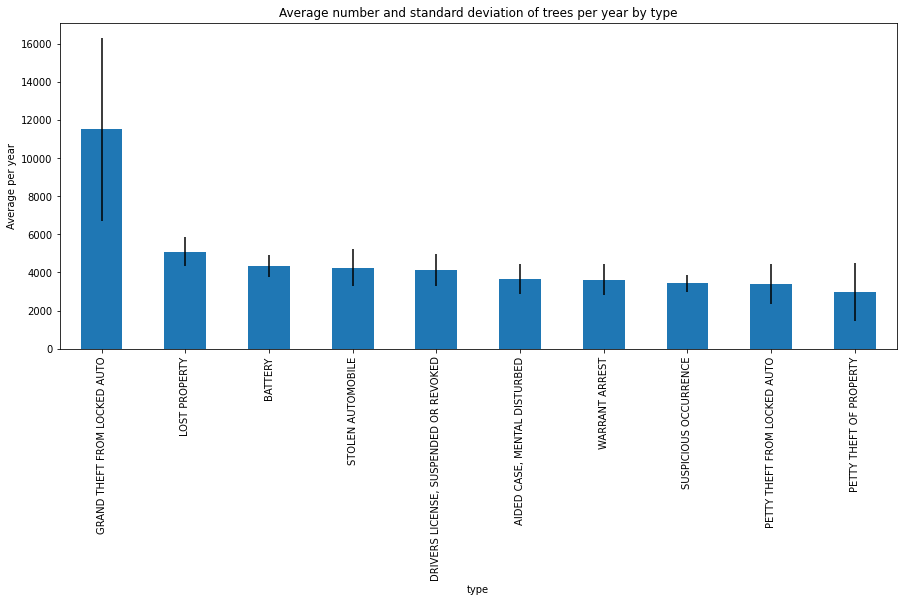 Average number and standard deviation of trees per year by type
Average per year
16000
14000
12000
10000
8000
6000
4000
2000
0
GRAND THEFT FROM LOCKED AUTO
LOST PROPERTY
BATTERY
STOLEN AUTOMOBILE
DRIVERS LICENSE, SUSPENDED OR REVOKED
AIDED CASE, MENTAL DISTURBED
WARRANT ARREST
SUSPICIOUS OCCURRENCE
PETTY THEFT FROM LOCKED AUTO
PETTY THEFT OF PROPERTY
type